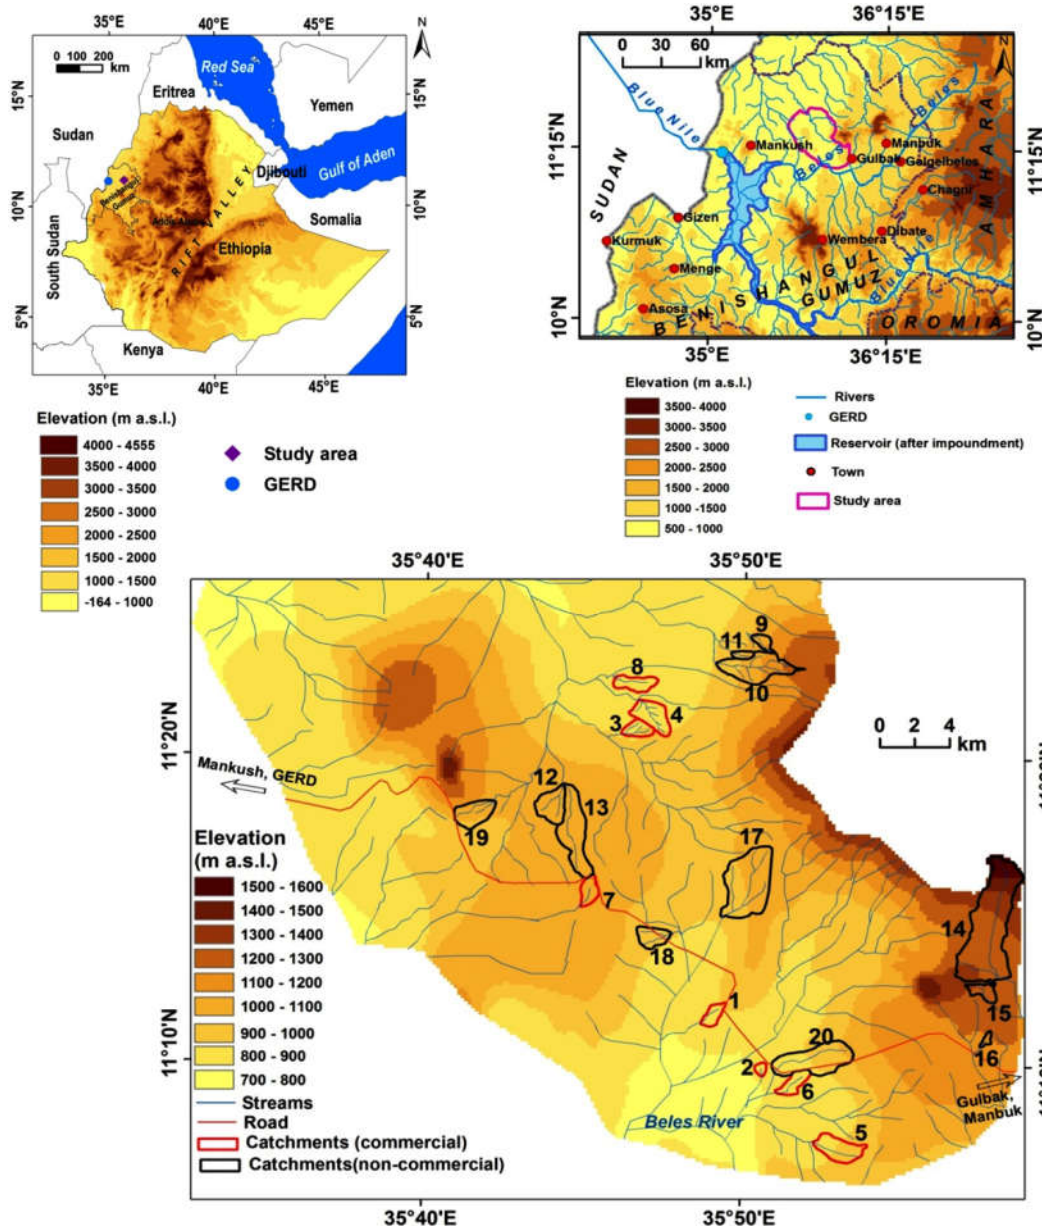 35°E 40°E 45°E
N
0 100 200
km
Red Sea
15°N
Eritrea
Yemen
15°N
Sudan
Gulf of Aden
Djibouti
Benishangul
Gumuz
Addis Ababa
RIFT VALLEY
10°N
10°N
Somalia
Ethiopia
South Sudan
5°N
5°N
Kenya
35°E 40°E 45°E
Elevation (m a.s.l.)
4000 - 4555
3500 - 4000
3000 - 3500
2500 - 3000
2000 - 2500
1500 - 2000
1000 - 1500
-164 - 1000
Study area
GERD
35°E 36°15'E
0 30 60
km
N
Blue Nile
Beles
AMHARA
11°15'N
Mankush
Manbuk
11°15'N
Beles
Gulbak
Galgelbeles
SUDAN
Chagni
Gizen
Dibate
Kurmuk
Wembera
Menge
Blue Nile
BENISHANGUL
GUMUZ
Asosa
10°N
OROMIA
10°N
35°E 36°15'E
Elevation (m a.s.l.)
3500- 4000
3000- 3500
2500 - 3000
2000- 2500
1500 - 2000
1000 -1500
500 - 1000
Rivers
GERD
Reservoir (after impoundment)
Town
Study area
35°40'E 35°50'E
9
11
8
10
3
4
0 2 4
km
11°20'N
Mankush, GERD
12
13
19
17
7
14
18
15
1
20
16
2
6
11°10'N
Gulbak,
Manbuk
Beles River
5
Elevation
(m a.s.l.)
1500 - 1600
1400 - 1500
1300 - 1400
1200 - 1300
1100 - 1200
1000 - 1100
900 - 1000
800 - 900
700 - 800
Streams
Road
Catchments (commercial)
Catchments(non-commercial)
35°40'E 35°50'E